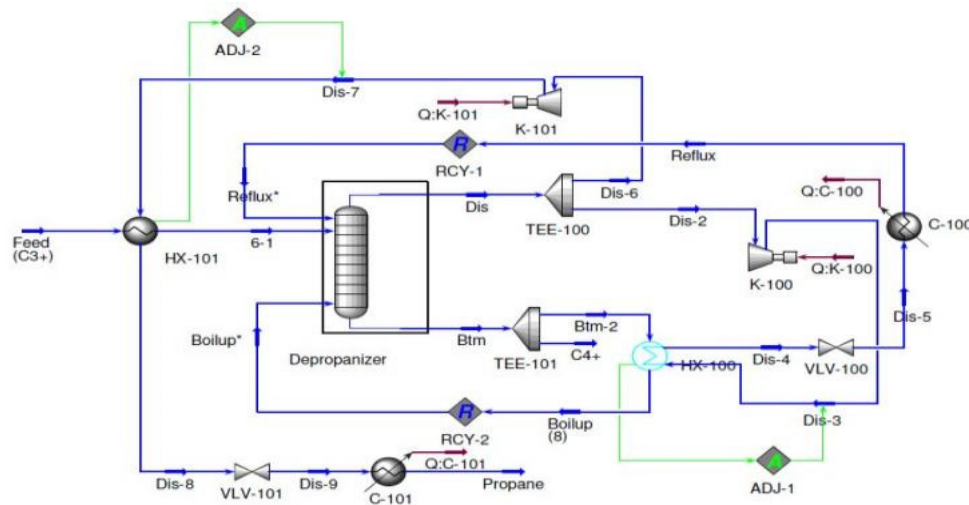 A
ADJ-2
Dis-7
Q:K-101
K-101
R
RCY-1
Reflux
Reflux*
Dis
TEE-100
Dis-6
Dis-2
Q:C-100
C-100
Feed
(C3+)
HX-101
6-1
K-100
Q:K-100
Boilup*
Depropanizer
Btm
TEE-101
Btm-2
C4+
HX-100
Dis-4
VLV-100
Dis-5
Dis-3
R
RCY-2
Boilup
(8)
A
ADJ-1
Dis-8
VLV-101
Dis-9
Q:C-101
C-101
Propane